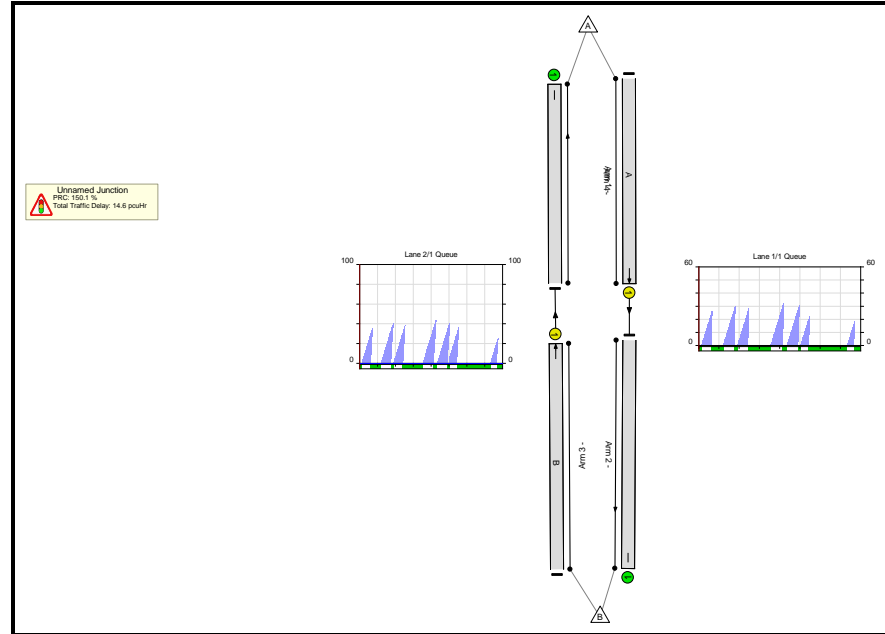 A
Unnamed Junction
PRC: 150.1 %
Total Traffic Delay: 14.6 pcuHr
A
Lane 2/1 Queue
100
100
0
0
Lane 1/1 Queue
60
60
0
0
B
Arm 3 -
Arm 2 -
B